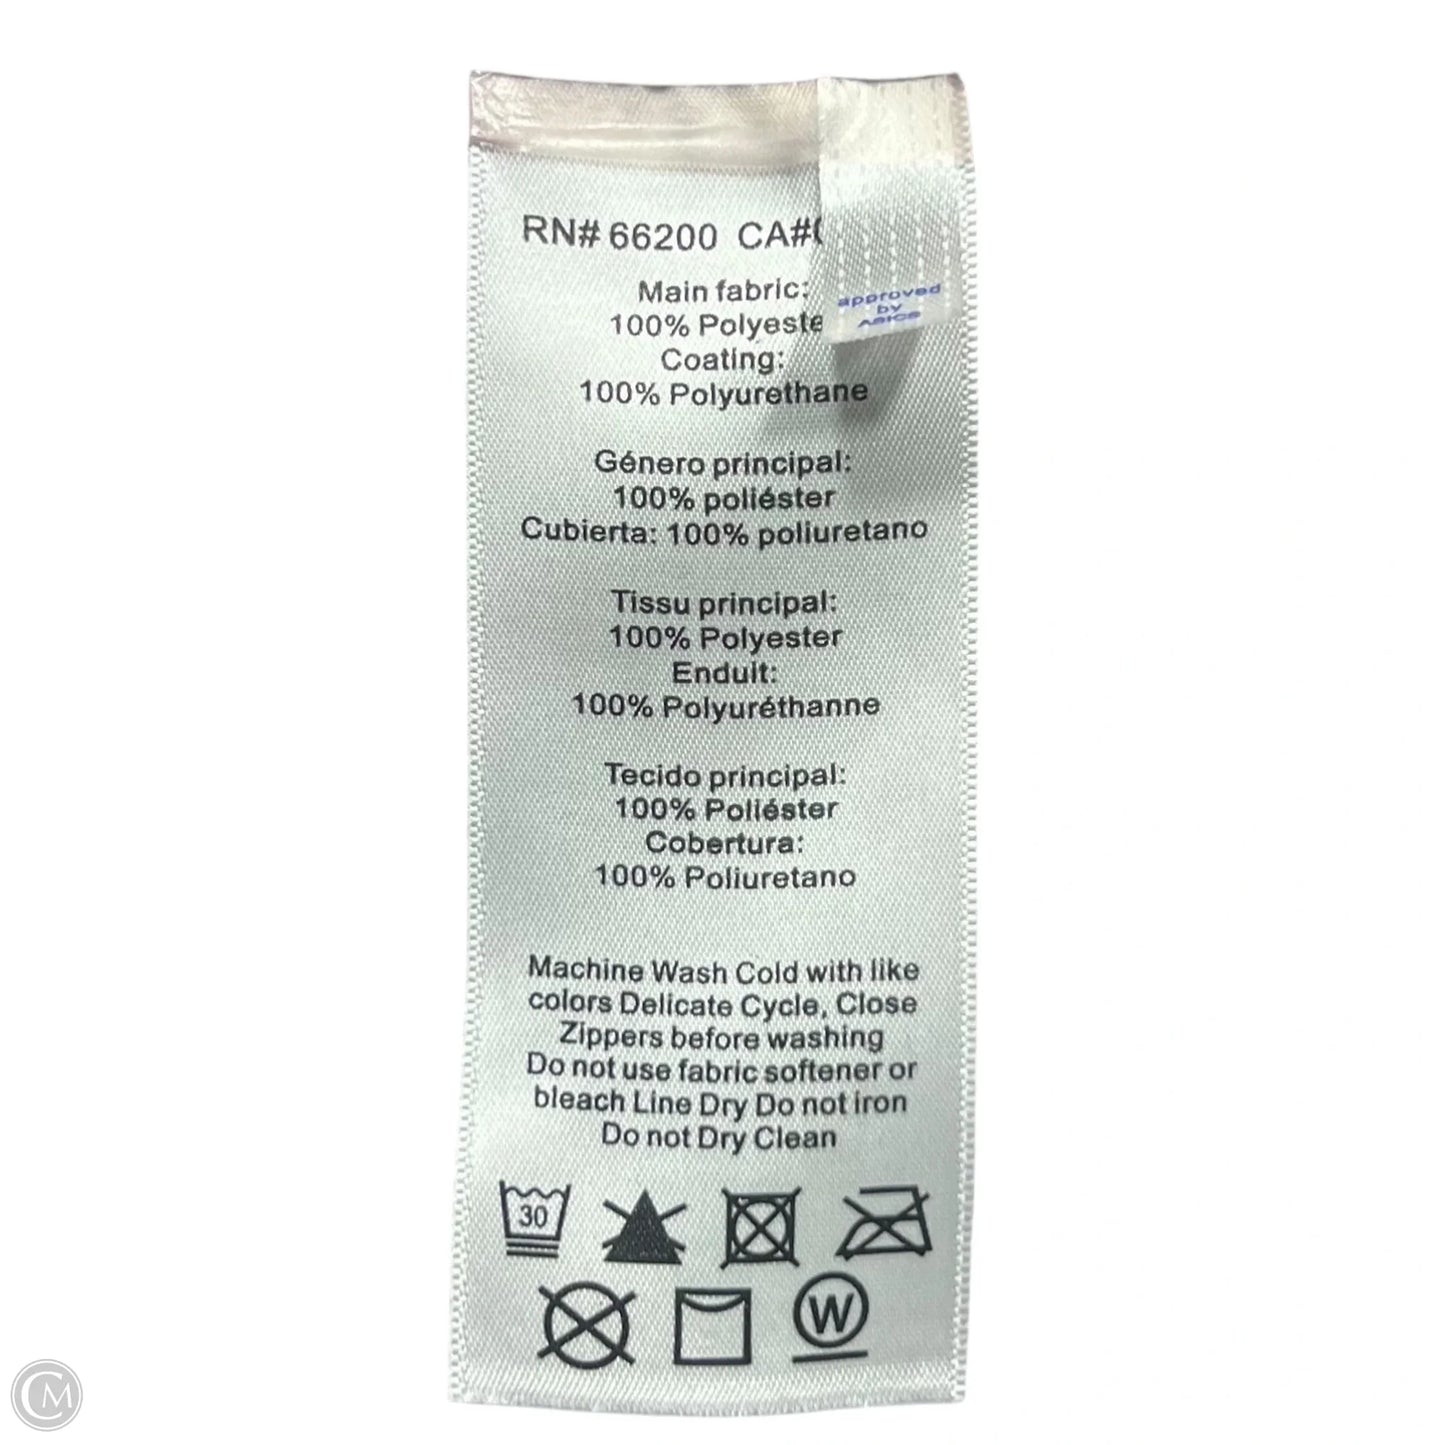 RN# 66200 CA#
Main fabric:
100% Polyeste
Coating:
100% Polyurethane
approved
by
ASICS
Género principal:
100% poliéster
Cubierta: 100% poliuretano
Tissu principal:
100% Polyester
Enduit:
100% Polyuréthanne
Tecido principal:
100% Poliéster
Cobertura:
100% Poliuretano
Machine Wash Cold with like
colors Delicate Cycle, Close
Zippers before washing
Do not use fabric softener or
bleach Line Dry Do not iron
Do not Dry Clean
30
W
CM